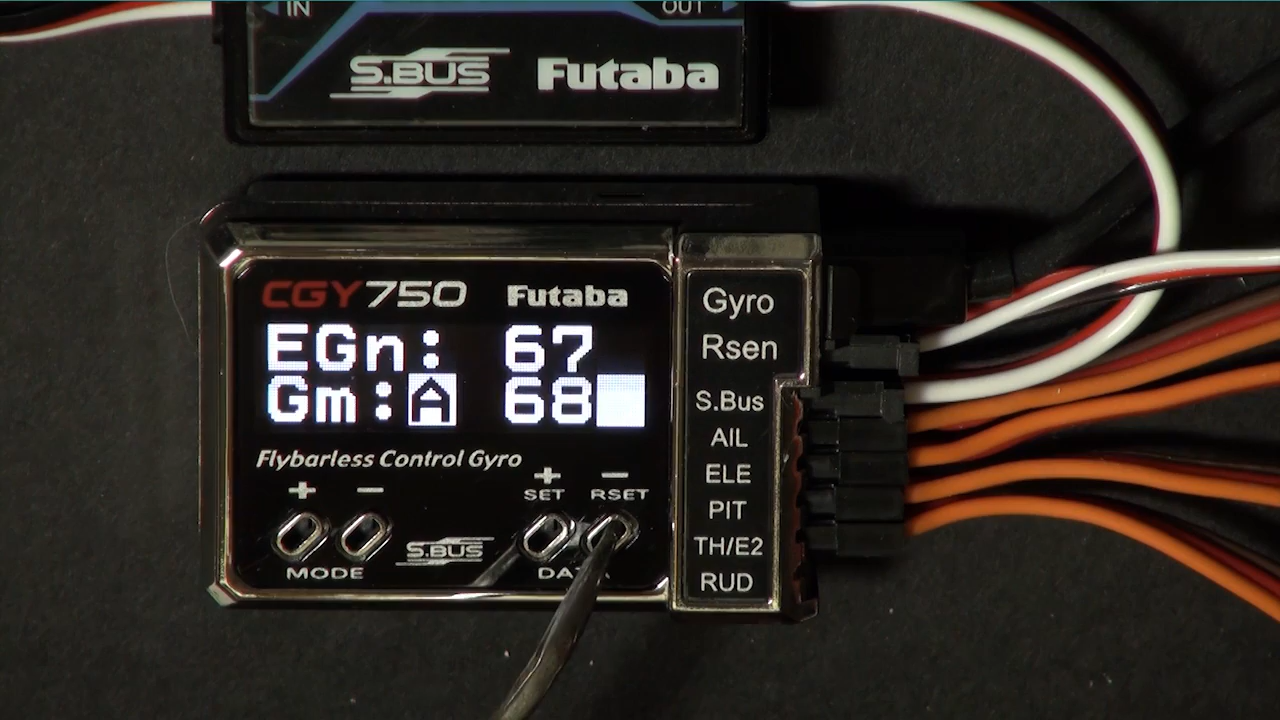 IN OUT
S.BUS Futaba
CGY750 Futaba
EGn: 67
Gm:A 68
Flybarless Control Gyro
+ − + −
SET RSET
S.BUS
MODE DATA
Gyro
Rsen
S.Bus
AIL
ELE
PIT
TH/E2
RUD